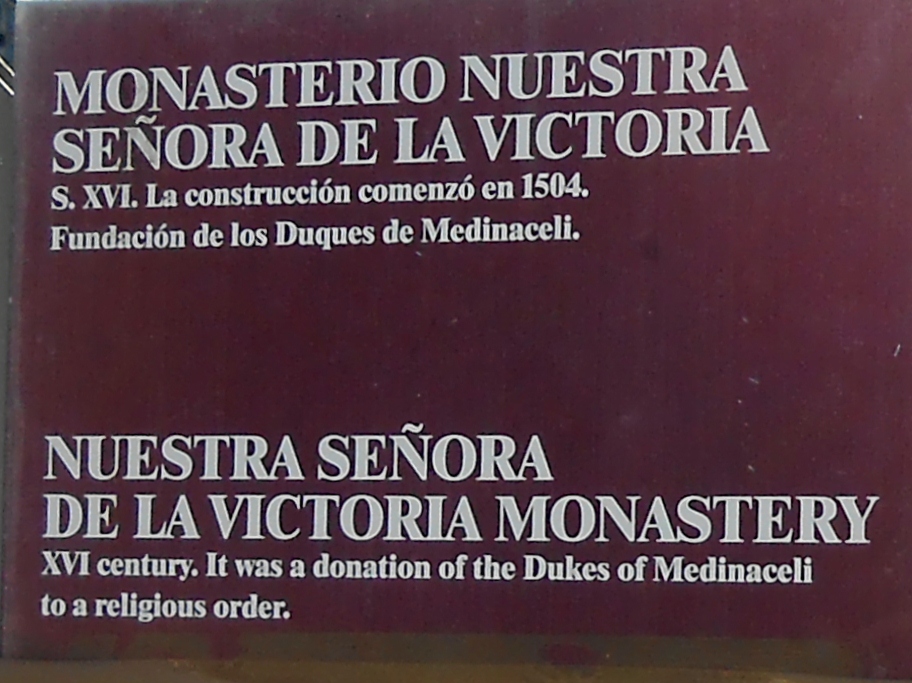 MONASTERIO NUESTRA
SEÑORA DE LA VICTORIA
S. XVI. La construcción comenzó en 1504.
Fundación de los Duques de Medinaceli.
NUESTRA SEÑORA
DE LA VICTORIA MONASTERY
XVI century. It was a donation of the Dukes of Medinaceli
to a religious order.